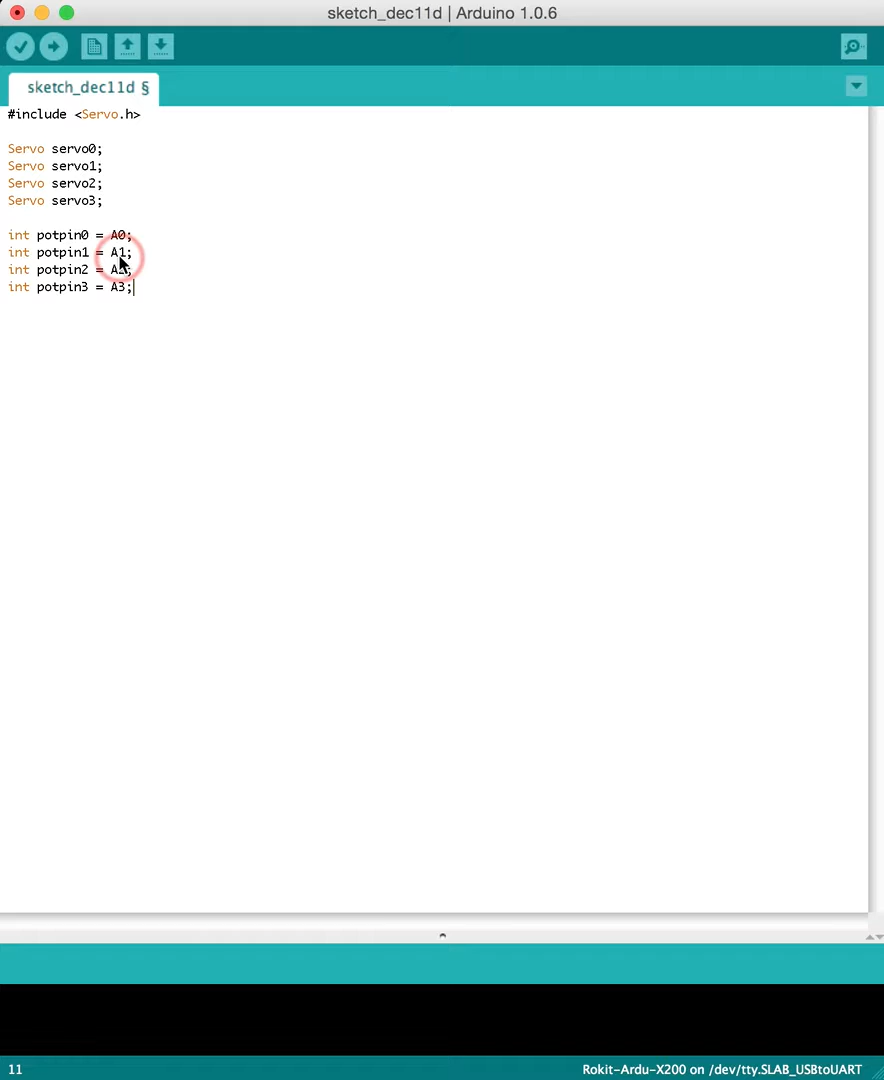 sketch_dec11d | Arduino 1.0.6
sketch_dec11d §
#include <Servo.h>
Servo servo0;
Servo servo1;
Servo servo2;
Servo servo3;
int potpin0 = A0;
int potpin1 = A1;
int potpin2 = A2;
int potpin3 = A3;
11
Rokit-Ardu-X200 on /dev/tty.SLAB_USBtoUART